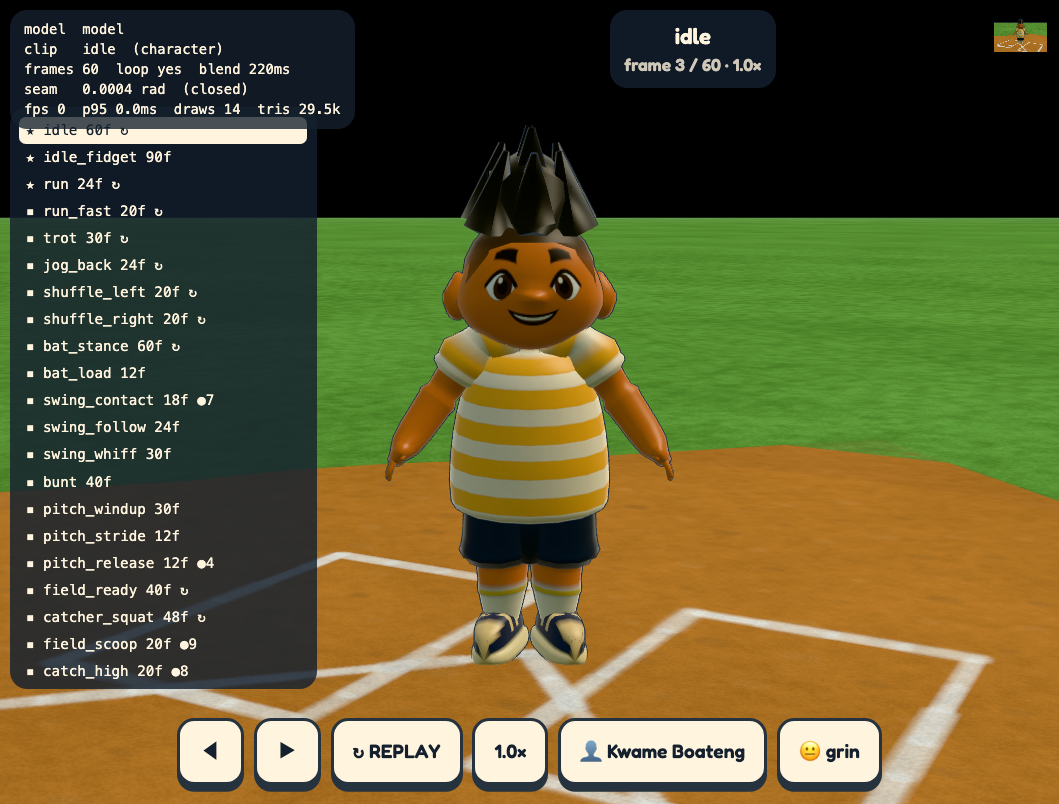 model model
clip idle (character)
frames 60 loop yes blend 220ms
seam 0.0004 rad (closed)
fps 0 p95 0.0ms draws 14 tris 29.5k
★ idle 60f ↻
★ idle_fidget 90f
★ run 24f ↻
▪ run_fast 20f ↻
▪ trot 30f ↻
▪ jog_back 24f ↻
▪ shuffle_left 20f ↻
▪ shuffle_right 20f ↻
▪ bat_stance 60f ↻
▪ bat_load 12f
▪ swing_contact 18f ●7
▪ swing_follow 24f
▪ swing_whiff 30f
▪ bunt 40f
▪ pitch_windup 30f
▪ pitch_stride 12f
▪ pitch_release 12f ●4
▪ field_ready 40f ↻
▪ catcher_squat 48f ↻
▪ field_scoop 20f ●9
▪ catch_high 20f ●8
idle
frame 3 / 60 · 1.0×
↻ REPLAY
1.0×
Kwame Boateng
grin